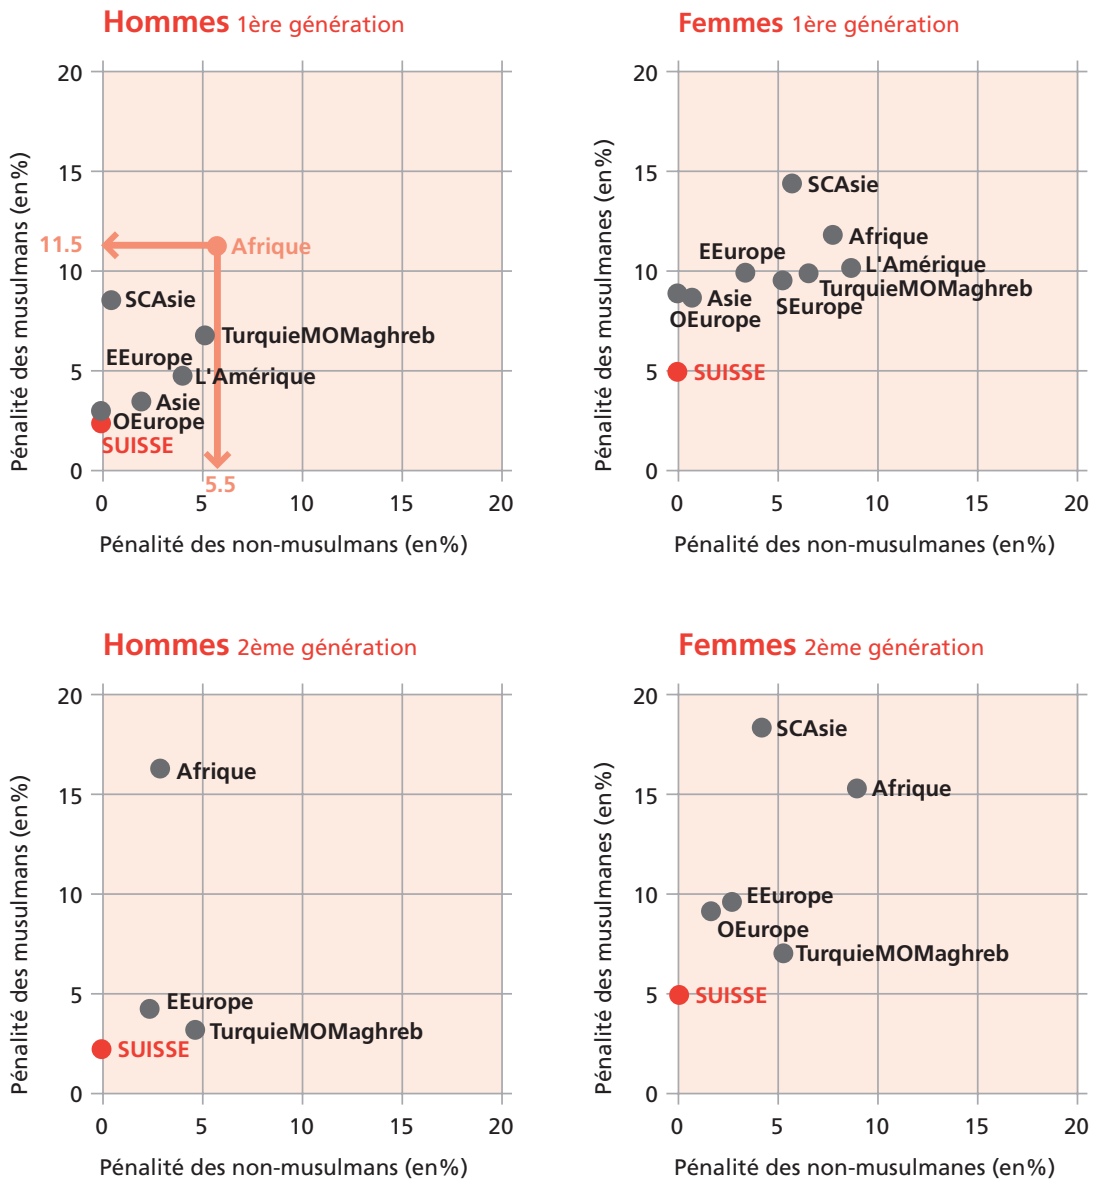 Hommes 1ère génération
20
15
11.5
10
5
0
Afrique
SCAsie
TurquieMOMaghreb
EEurope
L'Amérique
Asie
OEurope
SUISSE
5.5
0 5 10 15 20
Pénalité des musulmans (en%)
Pénalité des non-musulmans (en%)
Femmes 1ère génération
20
15
10
5
0
SCAsie
Afrique
EEurope
L'Amérique
TurquieMOMaghreb
Asie
SEurope
OEurope
SUISSE
0 5 10 15 20
Pénalité des musulmanes (en%)
Pénalité des non-musulmanes (en%)
Hommes 2ème génération
20
15
10
5
0
Afrique
EEurope
TurquieMOMaghreb
SUISSE
0 5 10 15 20
Pénalité des musulmans (en%)
Pénalité des non-musulmans (en%)
Femmes 2ème génération
20
15
10
5
0
SCAsie
Afrique
EEurope
OEurope
TurquieMOMaghreb
SUISSE
0 5 10 15 20
Pénalité des musulmanes (en%)
Pénalité des non-musulmanes (en%)